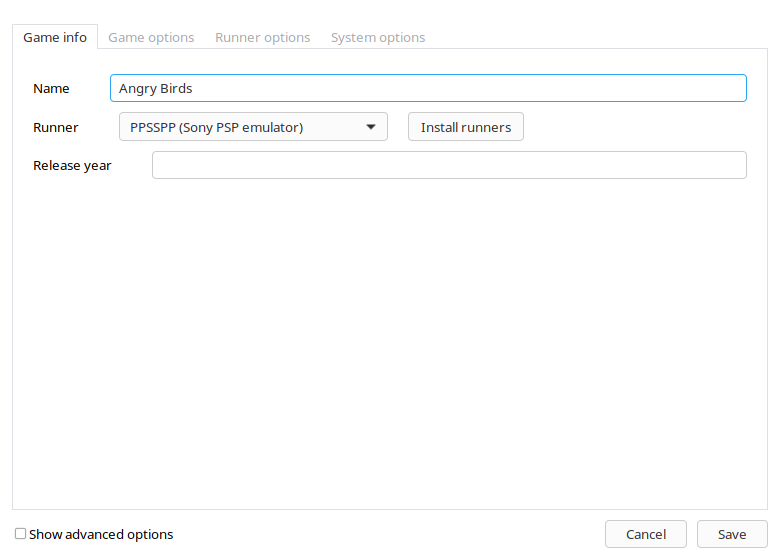 Game info Game options Runner options System options
Name Angry Birds
Runner PPSSPP (Sony PSP emulator) Install runners
Release year
Show advanced options Cancel Save